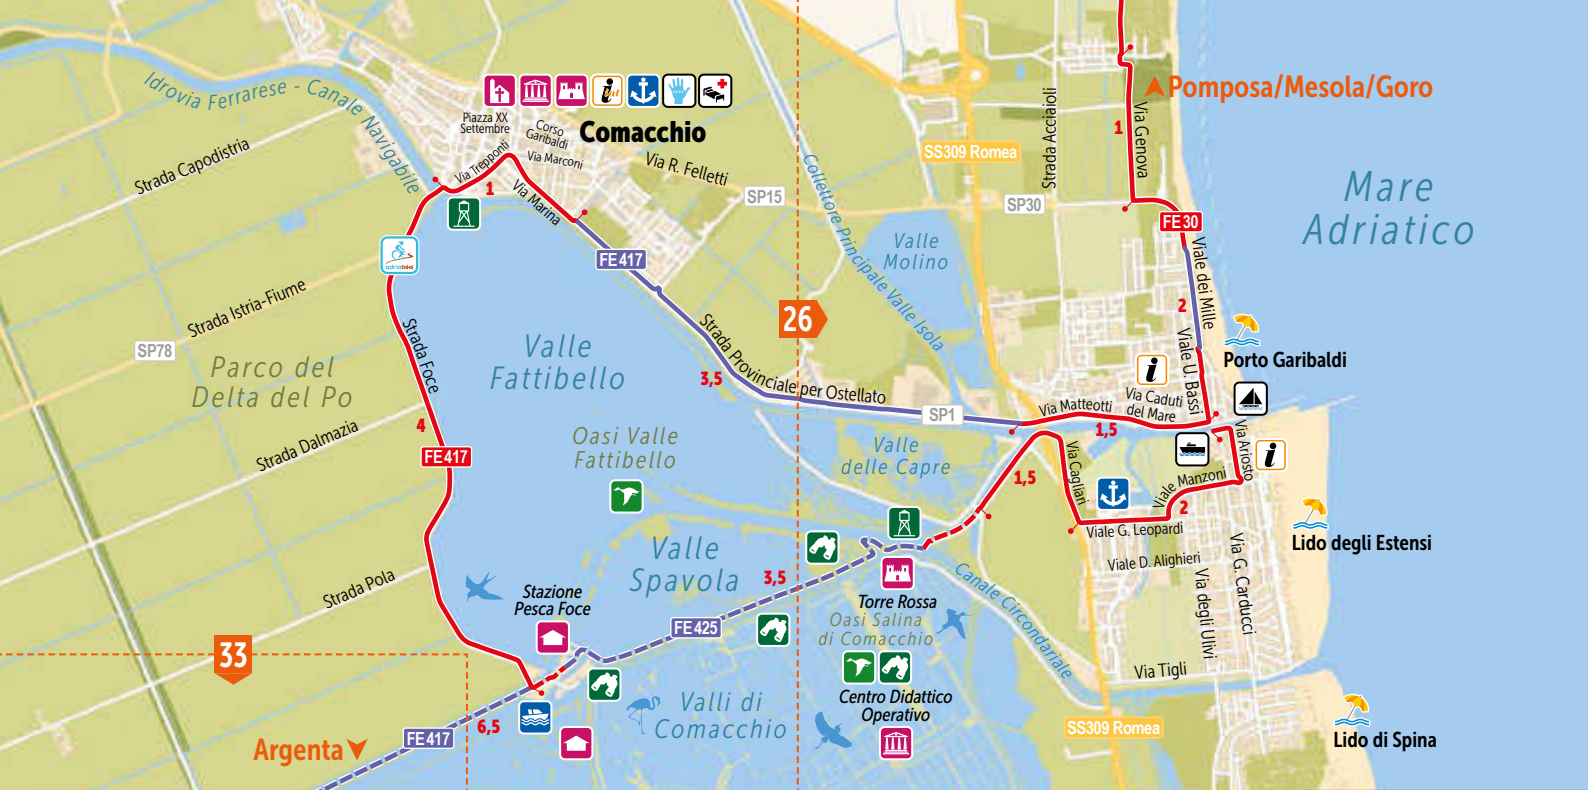 Idrovia Ferrarese - Canale Navigabile
Strada Capodistria
Piazza XX
Settembre
Corso
Garibaldi
Comacchio
Via Trepponti
Via Marconi
Via R. Felletti
1
Via Marina
SP15
FE417
adriabike
Strada Istria-Fiume
SP78
Parco del
Delta del Po
Strada Foce
Valle
Fattibello
Strada Dalmazia
4
FE417
Oasi Valle
Fattibello
Strada Pola
Valle
Spavola
Stazione
Pesca Foce
3,5
FE425
33
Argenta
FE417
6,5
Valli di
Comacchio
Strada Provinciale per Ostellato
3,5
26
Collettore Principale Valle Isola
Valle
Molino
SS309 Romea
Strada Acciaioli
SP30
Pomposa/Mesola/Goro
1
Via Genova
FE30
Mare
Adriatico
Viale dei Mille
2
Viale U. Bassi
Porto Garibaldi
SP1
Via Matteotti
Via Caduti
del Mare
1,5
Valle
delle Capre
1,5
Via Cagliari
Via Ariosto
Viale Manzoni
2
Viale G. Leopardi
Lido degli Estensi
Viale D. Alighieri
Via degli Ulivi
Via G. Carducci
Canale Circondariale
Torre Rossa
Oasi Salina
di Comacchio
Centro Didattico
Operativo
Via Tigli
SS309 Romea
Lido di Spina